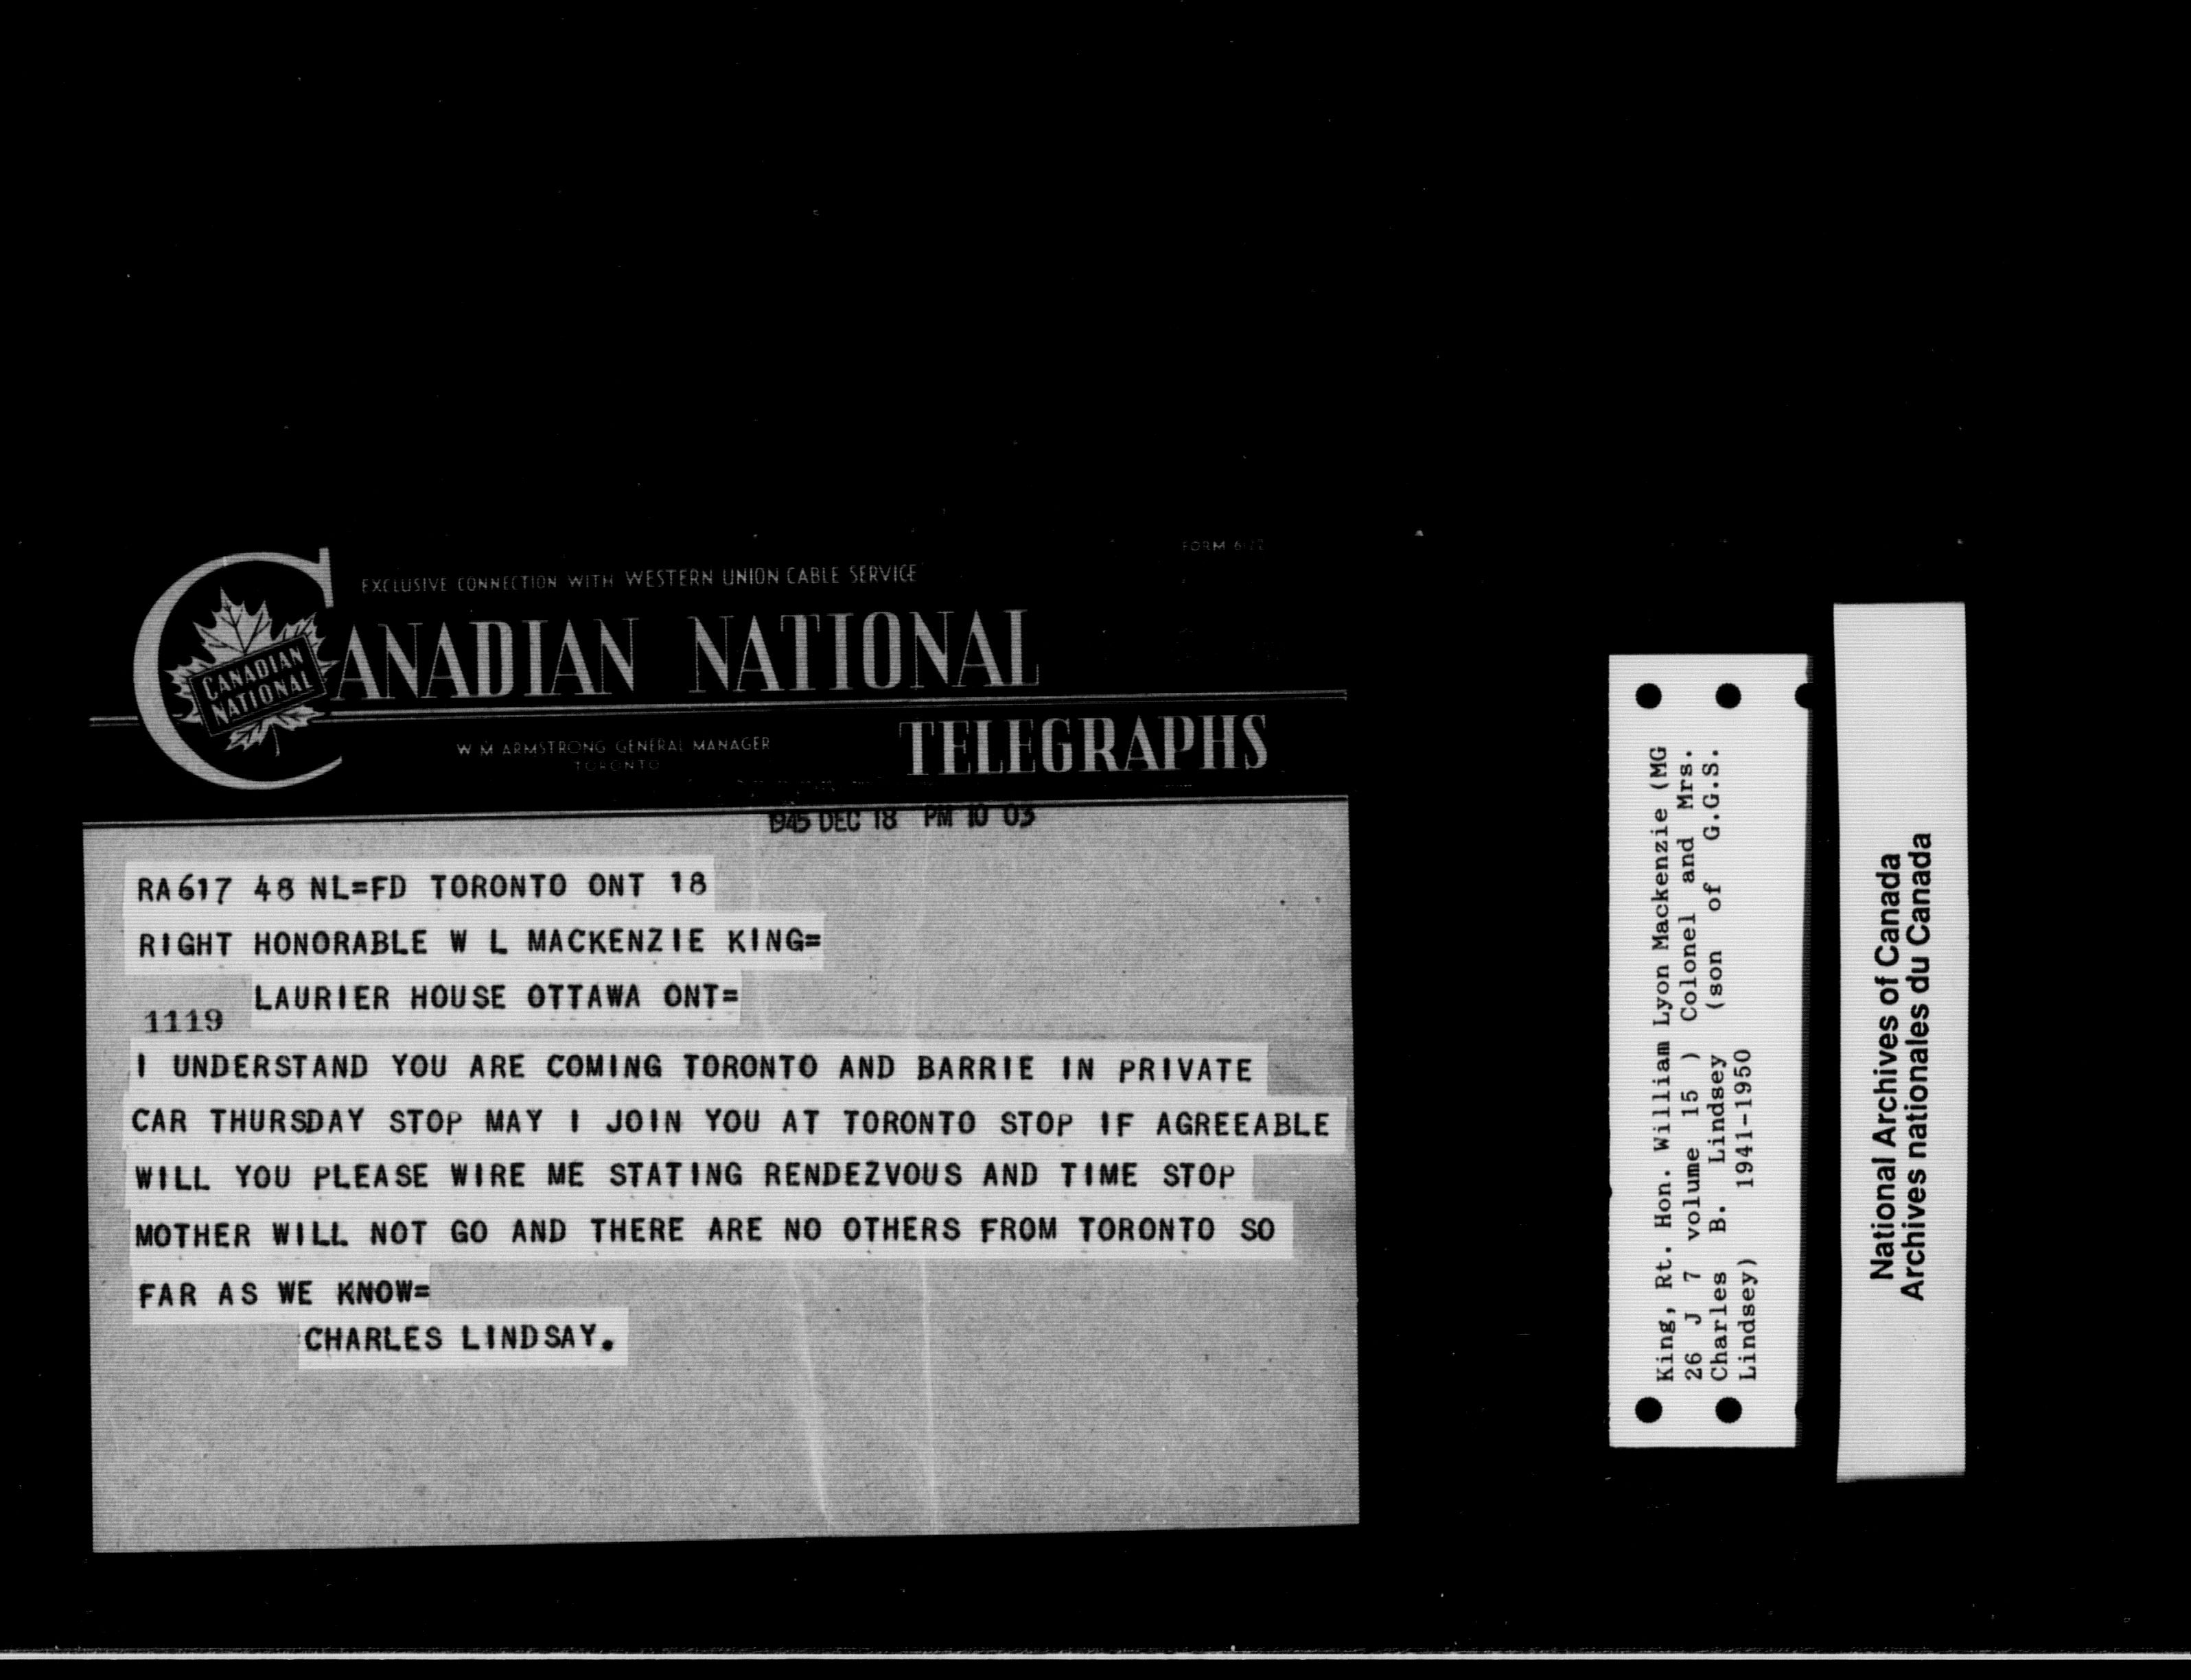 FORM 6122
EXCLUSIVE CONNECTION WITH WESTERN UNION CABLE SERVICE
CANADIAN NATIONAL
CANADIAN
NATIONAL
TELEGRAPHS
W M ARMSTRONG GENERAL MANAGER
TORONTO
1945 DEC 18 PM 10 03
RA617 48 NL=FD TORONTO ONT 18
RIGHT HONORABLE W L MACKENZIE KING=
LAURIER HOUSE OTTAWA ONT=
1119
I UNDERSTAND YOU ARE COMING TORONTO AND BARRIE IN PRIVATE
CAR THURSDAY STOP MAY I JOIN YOU AT TORONTO STOP IF AGREEABLE
WILL YOU PLEASE WIRE ME STATING RENDEZVOUS AND TIME STOP
MOTHER WILL NOT GO AND THERE ARE NO OTHERS FROM TORONTO SO
FAR AS WE KNOW=
CHARLES LINDSAY.
King, Rt. Hon. William Lyon Mackenzie (MG
26 J 7 volume 15 ) Colonel and Mrs.
Charles B. Lindsey (son of G.G.S.
Lindsey) 1941-1950
National Archives of Canada
Archives nationales du Canada